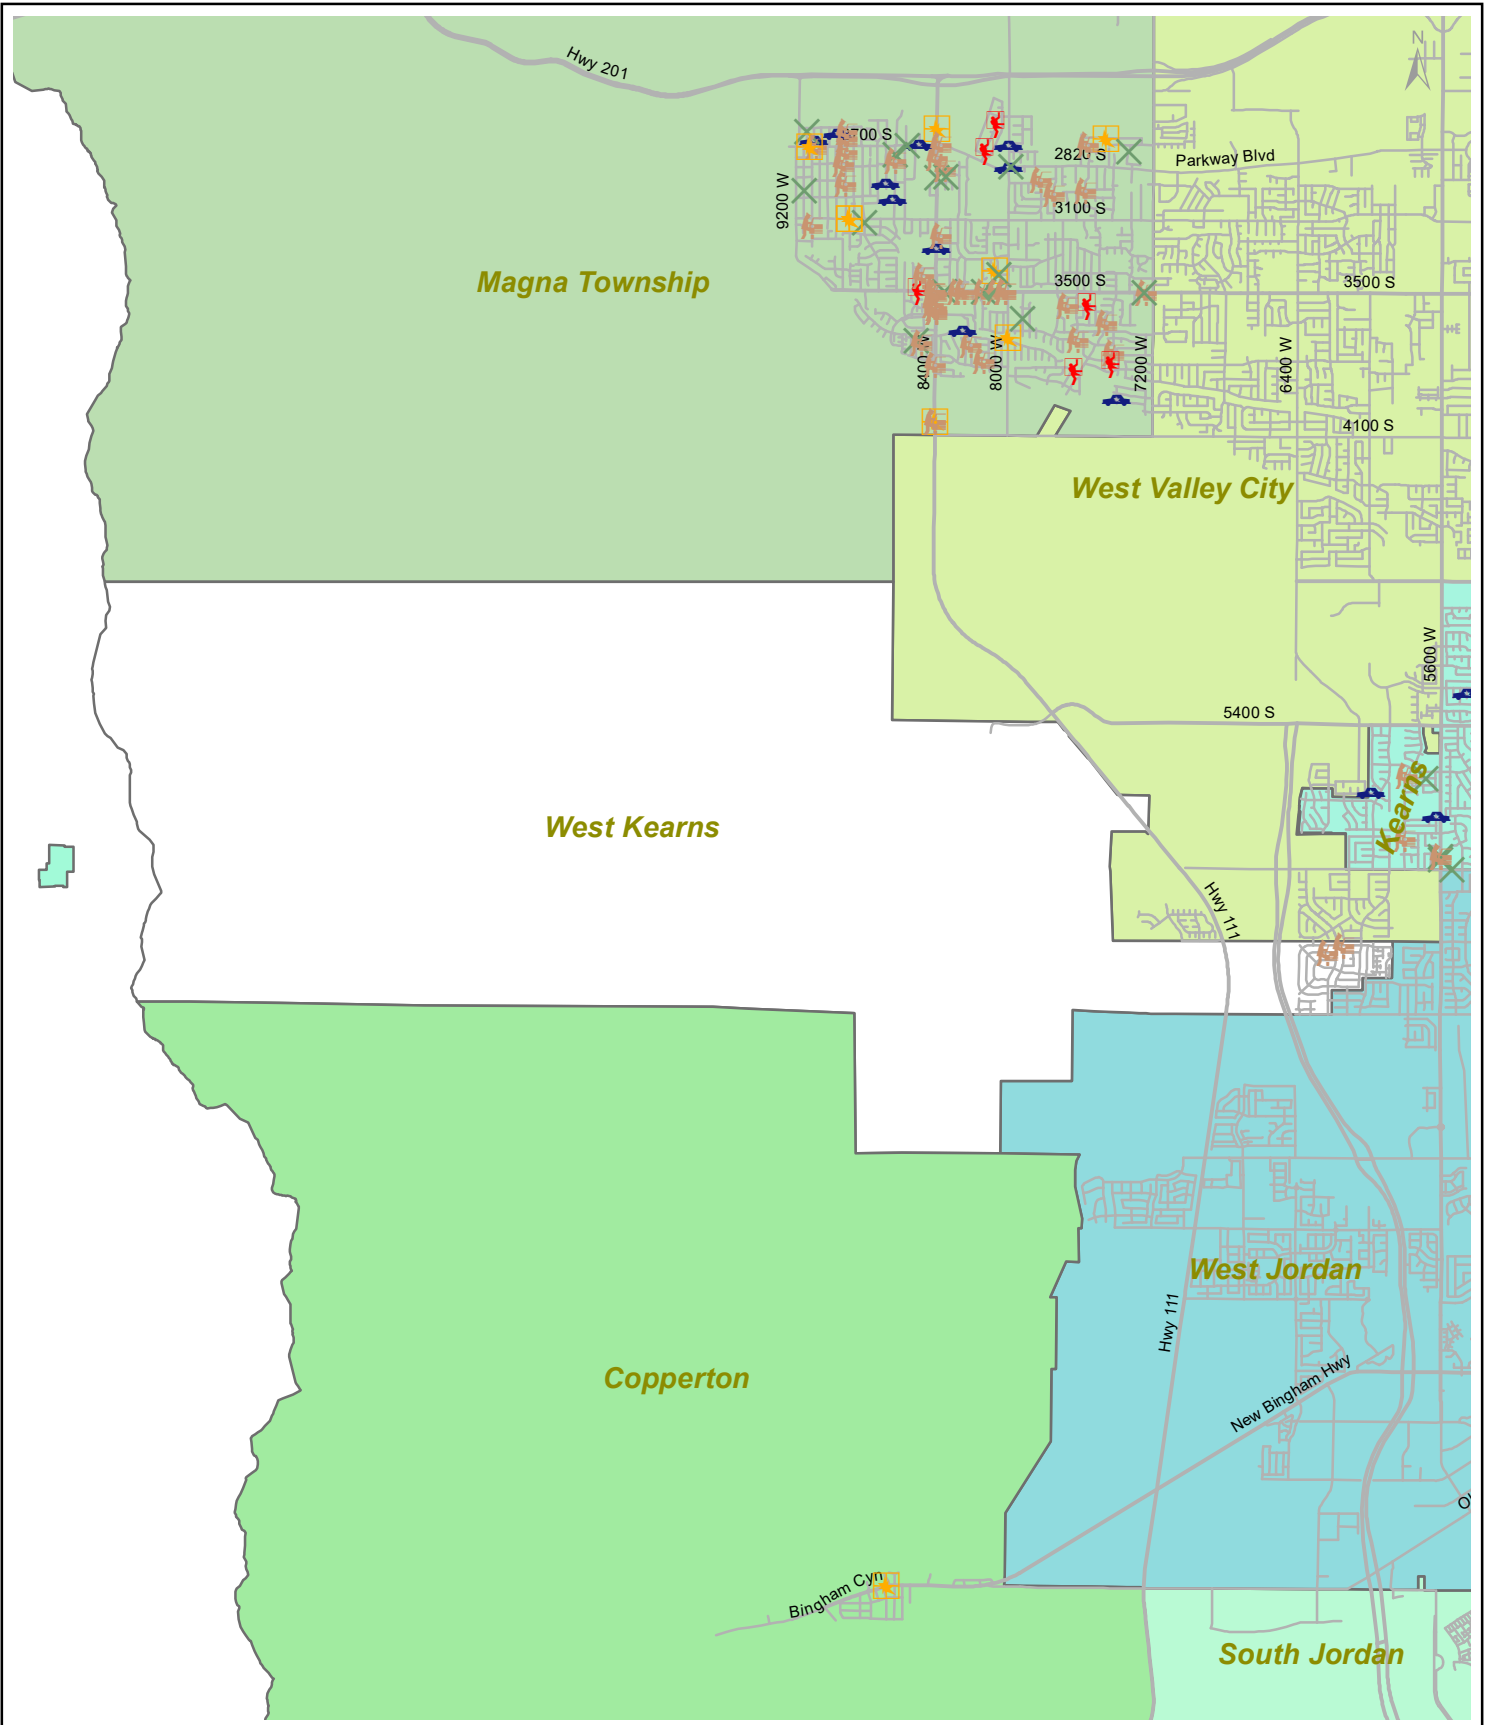 N
Hwy 201
2820 S
Parkway Blvd
9200 W
3100 S
Magna Township
3500 S
3500 S
8400 W
8000 W
7200 W
6400 W
4100 S
West Valley City
5600 W
5400 S
Kearns
West Kearns
Hwy 111
West Jordan
Hwy 111
Copperton
New Bingham Hwy
Bingham Cyn
South Jordan